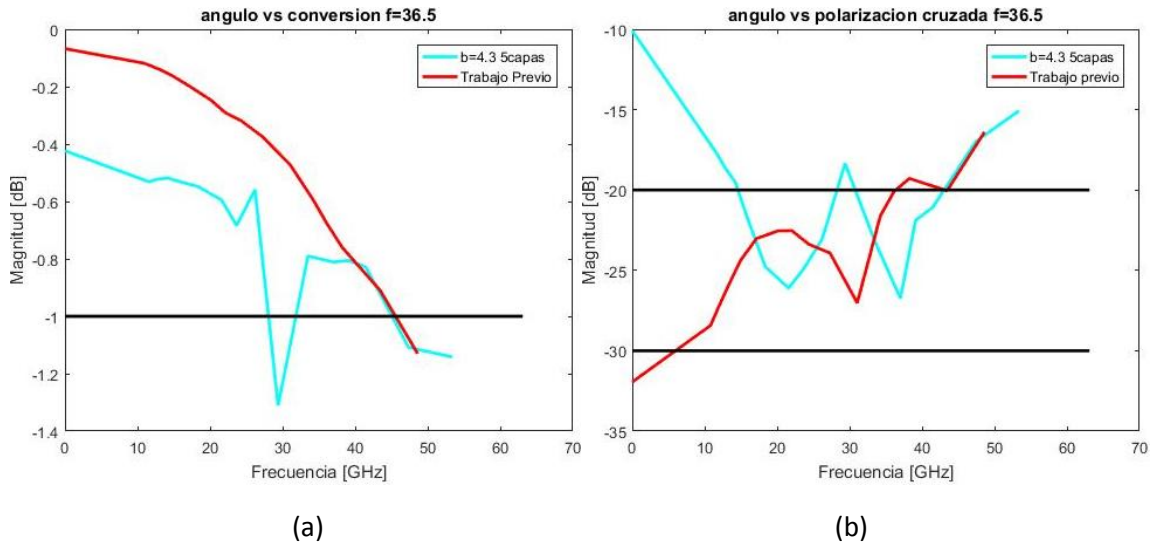 angulo vs conversion f=36.5
0
-0.2
-0.4
-0.6
-0.8
-1
-1.2
-1.4
Magnitud [dB]
b=4.3 5capas
Trabajo Previo
0 10 20 30 40 50 60 70
Frecuencia [GHz]
(a)
angulo vs polarizacion cruzada f=36.5
-10
-15
-20
-25
-30
-35
Magnitud [dB]
b=4.3 5capas
Trabajo previo
0 10 20 30 40 50 60 70
Frecuencia [GHz]
(b)